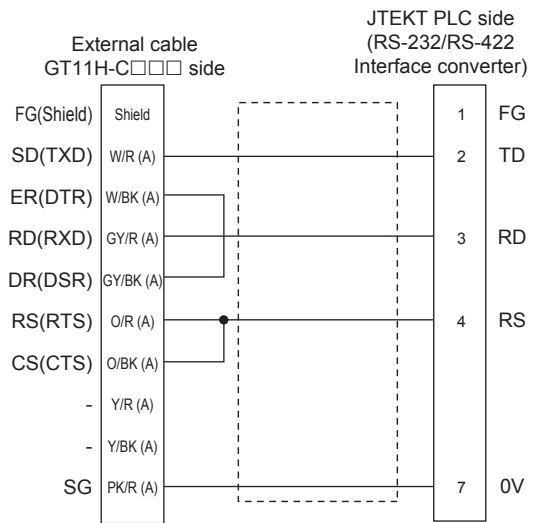 External cable
GT11H-C□□□ side
JTEKT PLC side
(RS-232/RS-422
Interface converter)
FG(Shield) Shield 1 FG
SD(TXD) W/R (A) 2 TD
ER(DTR) W/BK (A)
RD(RXD) GY/R (A) 3 RD
DR(DSR) GY/BK (A)
RS(RTS) O/R (A) 4 RS
CS(CTS) O/BK (A)
- Y/R (A)
- Y/BK (A)
SG PK/R (A) 7 0V